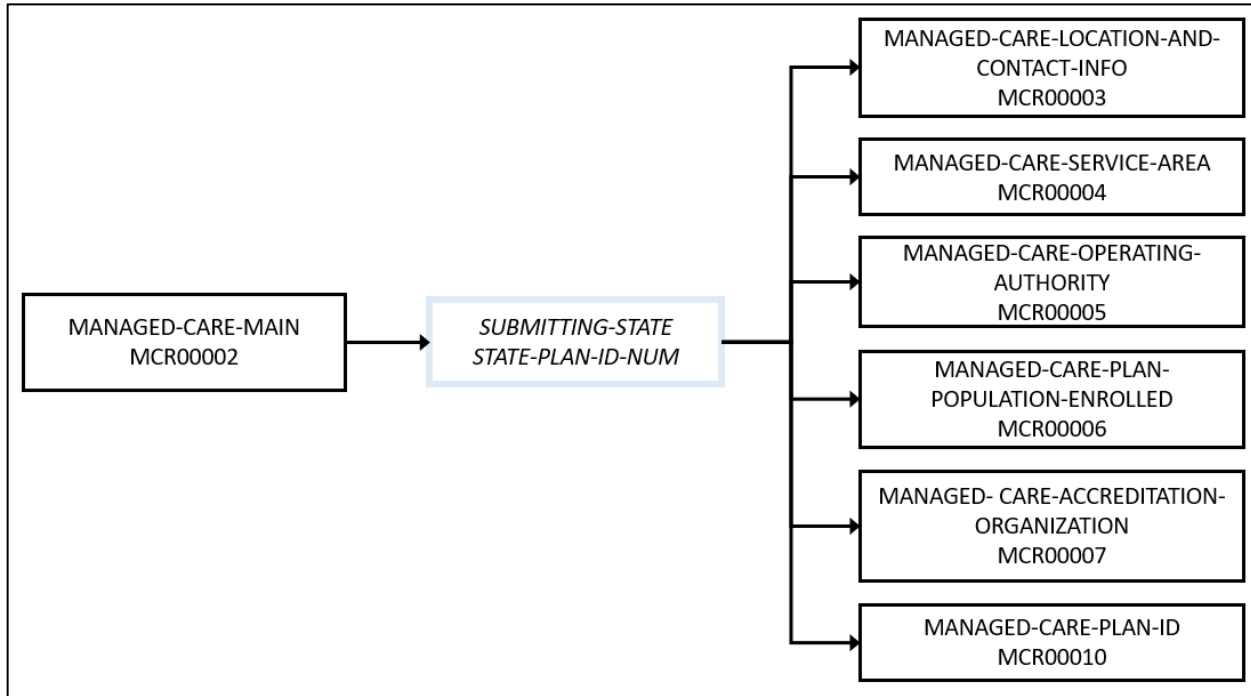 MANAGED-CARE-MAIN
MCR00002
SUBMITTING-STATE
STATE-PLAN-ID-NUM
MANAGED-CARE-LOCATION-AND-
CONTACT-INFO
MCR00003
MANAGED-CARE-SERVICE-AREA
MCR00004
MANAGED-CARE-OPERATING-
AUTHORITY
MCR00005
MANAGED-CARE-PLAN-
POPULATION-ENROLLED
MCR00006
MANAGED- CARE-ACCREDITATION-
ORGANIZATION
MCR00007
MANAGED-CARE-PLAN-ID
MCR00010